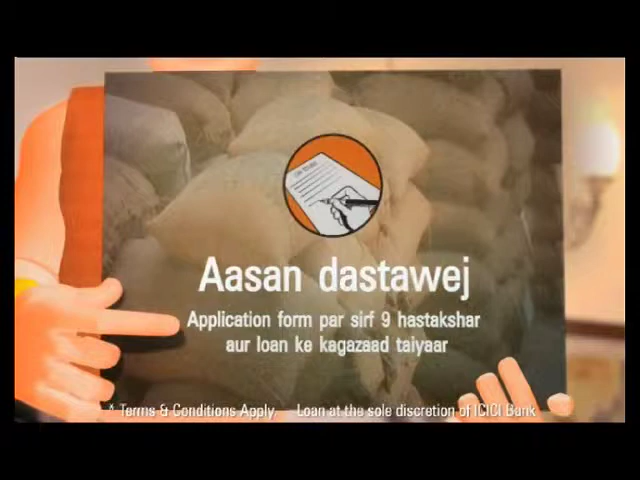 Aasan dastawej
Application form par sirf 9 hastakshar
aur loan ke kagazaad taiyaar
* Terms & Conditions Apply. Loan at the sole discretion of ICICI Bank